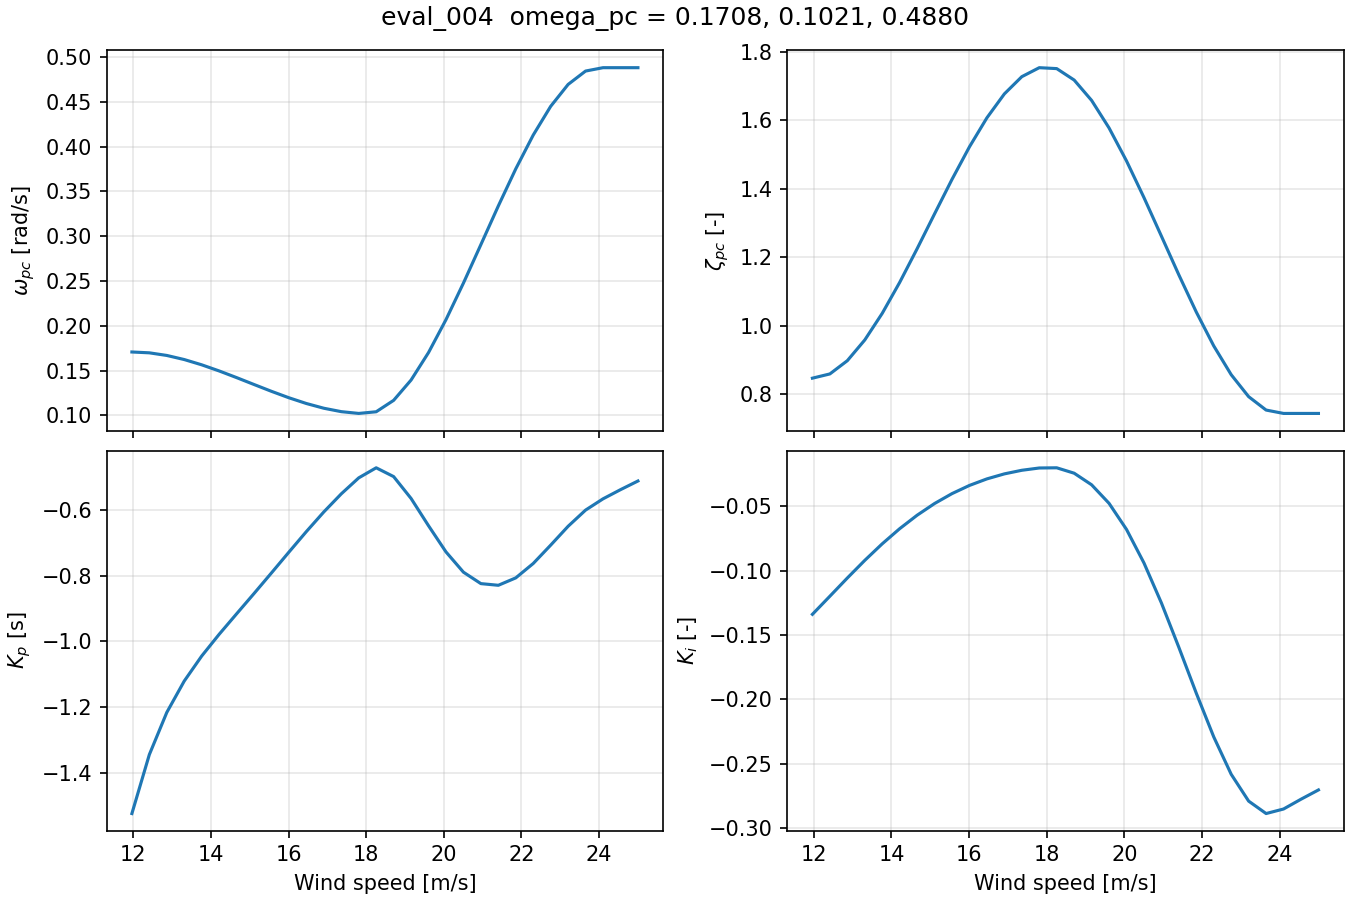 eval_004  omega_pc = 0.1708, 0.1021, 0.4880
0.50
0.45
0.40
0.35
0.30
0.25
0.20
0.15
0.10
ω_pc [rad/s]
1.8
1.6
1.4
1.2
1.0
0.8
ζ_pc [-]
−0.6
−0.8
−1.0
−1.2
−1.4
K_p [s]
12 14 16 18 20 22 24
Wind speed [m/s]
−0.05
−0.10
−0.15
−0.20
−0.25
−0.30
K_i [-]
12 14 16 18 20 22 24
Wind speed [m/s]